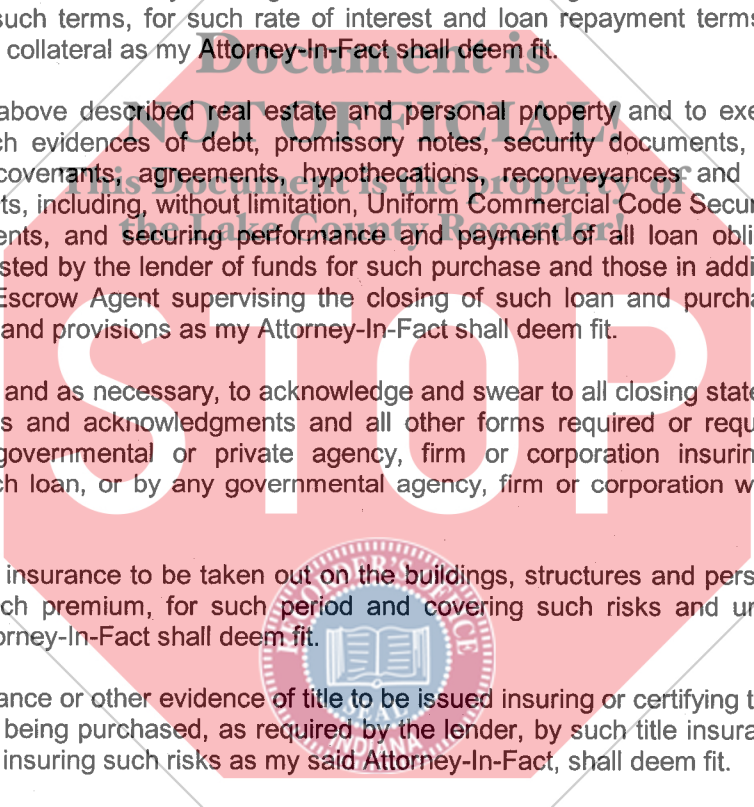 such terms, for such rate of interest and loan repayment terms
collateral as my Attorney-In-Fact shall deem fit.
Document is
above described real estate and personal property and to exe
NOT OFFICIAL!
ch evidences of debt, promissory notes, security documents,
covenants, agreements, hypothecations, reconveyances and
This Document is the property of
ts, including, without limitation, Uniform Commercial Code Secur
the Lake County Recorder!
ents, and securing performance and payment of all loan obli
sted by the lender of funds for such purchase and those in addi
Escrow Agent supervising the closing of such loan and purcha
and provisions as my Attorney-In-Fact shall deem fit.
STOP
and as necessary, to acknowledge and swear to all closing state
s and acknowledgments and all other forms required or requ
governmental or private agency, firm or corporation insurin
ch loan, or by any governmental agency, firm or corporation w
insurance to be taken out on the buildings, structures and pers
ch premium, for such period and covering such risks and un
orney-In-Fact shall deem fit.
RECORDER'S OFFICE
SEAL
INDIANA
ance or other evidence of title to be issued insuring or certifying t
being purchased, as required by the lender, by such title insura
insuring such risks as my said Attorney-In-Fact, shall deem fit.